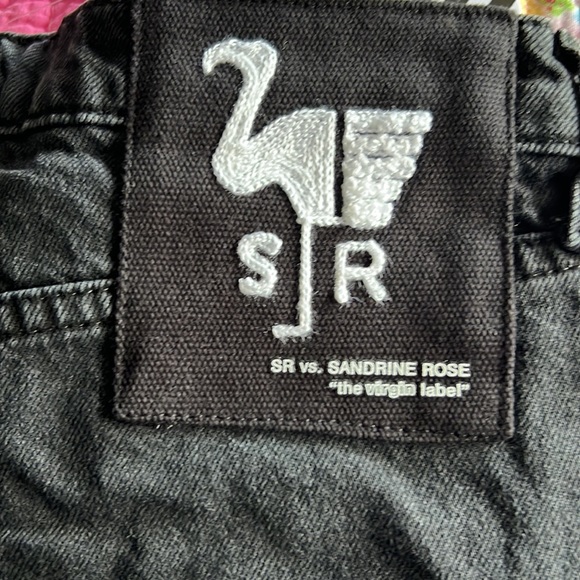 S R
SR vs. SANDRINE ROSE
"the virgin label"